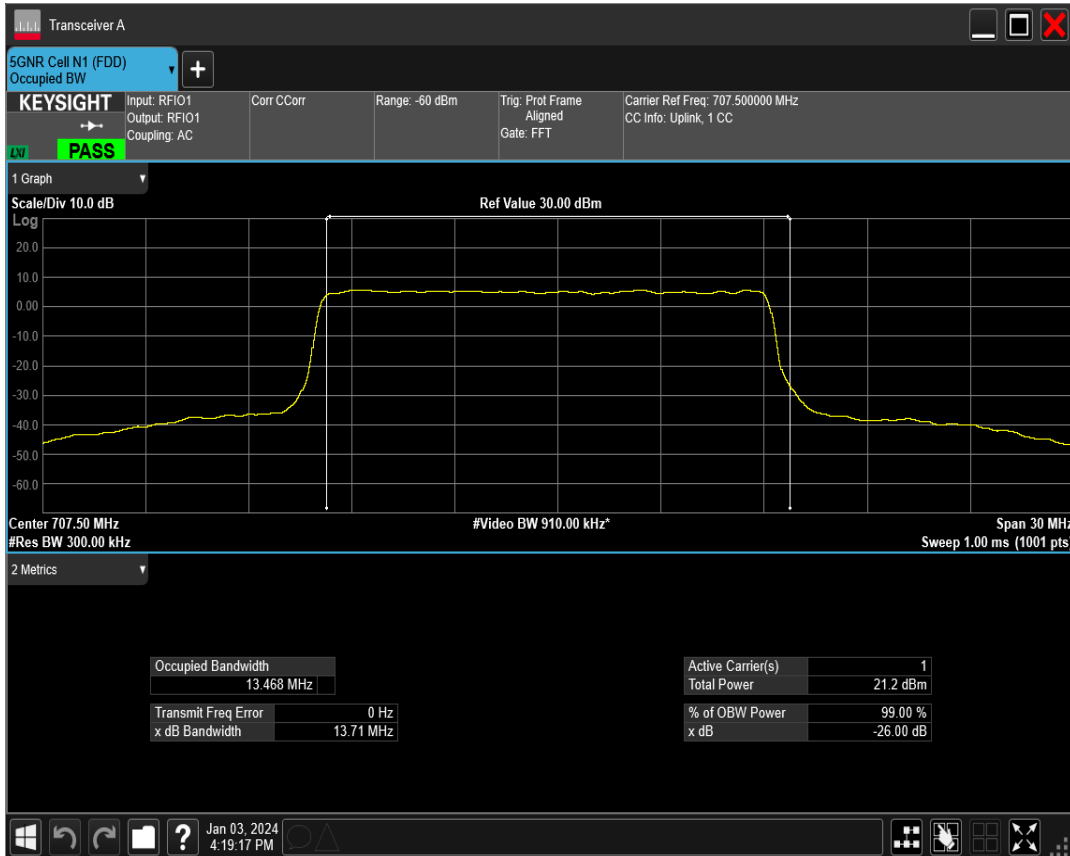 Transceiver A
5GNR Cell N1 (FDD)
Occupied BW
+
KEYSIGHT
LXI
PASS
Input: RFIO1
Output: RFIO1
Coupling: AC
Corr CCorr
Range: -60 dBm
Trig: Prot Frame
Aligned
Gate: FFT
Carrier Ref Freq: 707.500000 MHz
CC Info: Uplink, 1 CC
1 Graph
Scale/Div 10.0 dB
Ref Value 30.00 dBm
Log
20.0
10.0
0.00
-10.0
-20.0
-30.0
-40.0
-50.0
-60.0
Center 707.50 MHz
#Video BW 910.00 kHz*
Span 30 MHz
#Res BW 300.00 kHz
Sweep 1.00 ms (1001 pts)
2 Metrics
Occupied Bandwidth
13.468 MHz
Transmit Freq Error 0 Hz
x dB Bandwidth 13.71 MHz
Active Carrier(s) 1
Total Power 21.2 dBm
% of OBW Power 99.00 %
x dB -26.00 dB
?
Jan 03, 2024
4:19:17 PM